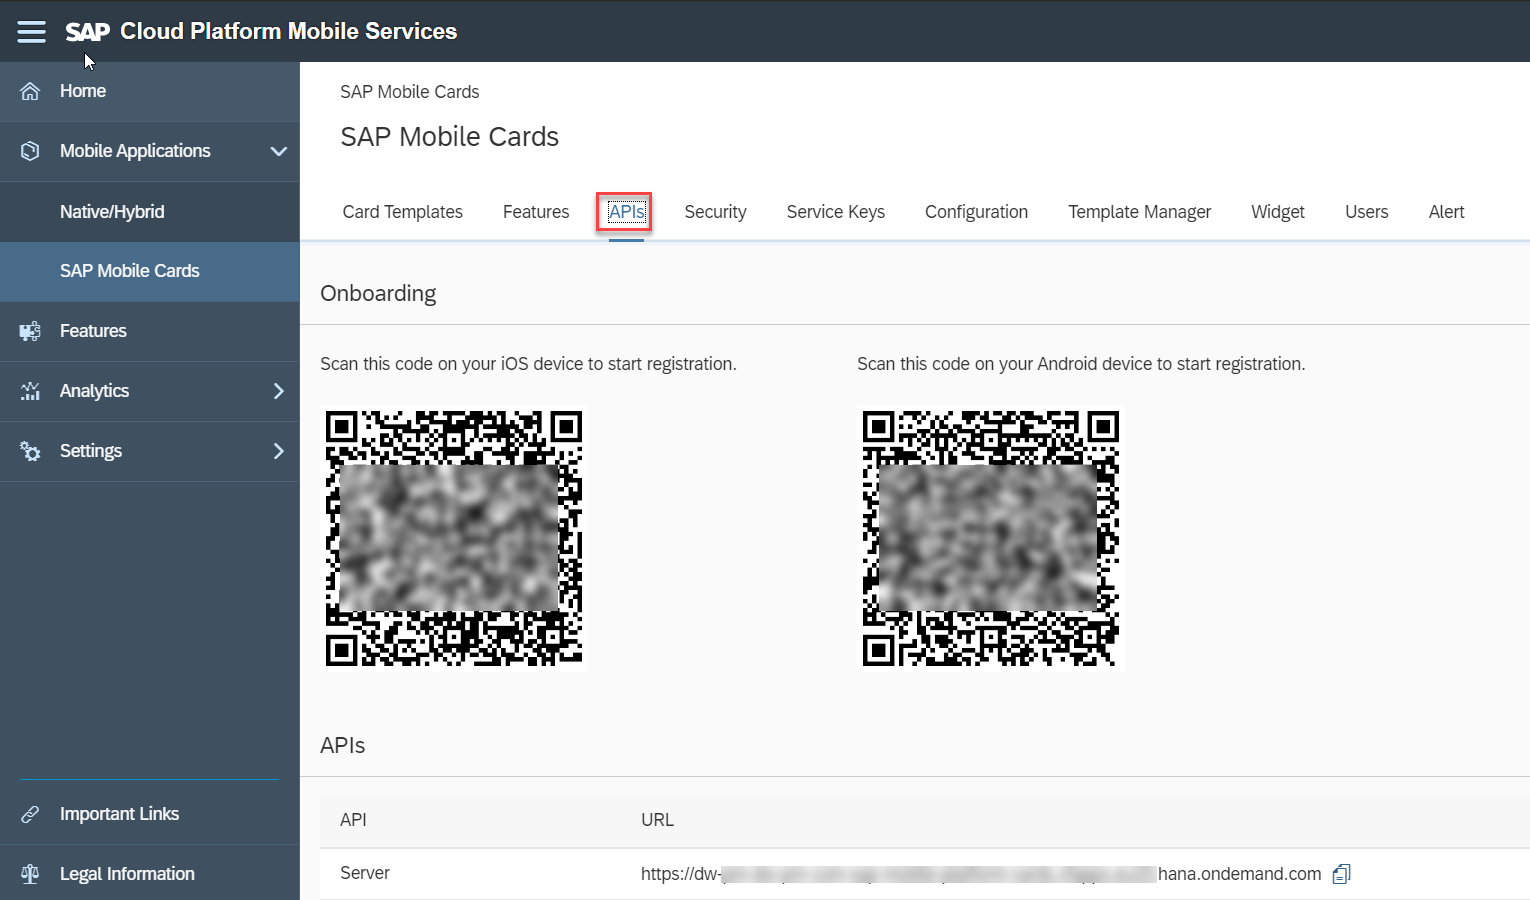 SAP Cloud Platform Mobile Services
Home
Mobile Applications
Native/Hybrid
SAP Mobile Cards
Features
Analytics
Settings
Important Links
Legal Information
SAP Mobile Cards
SAP Mobile Cards
Card Templates Features APIs Security Service Keys Configuration Template Manager Widget Users Alert
Onboarding
Scan this code on your iOS device to start registration.
Scan this code on your Android device to start registration.
APIs
API URL
Server https://dw- hana.ondemand.com